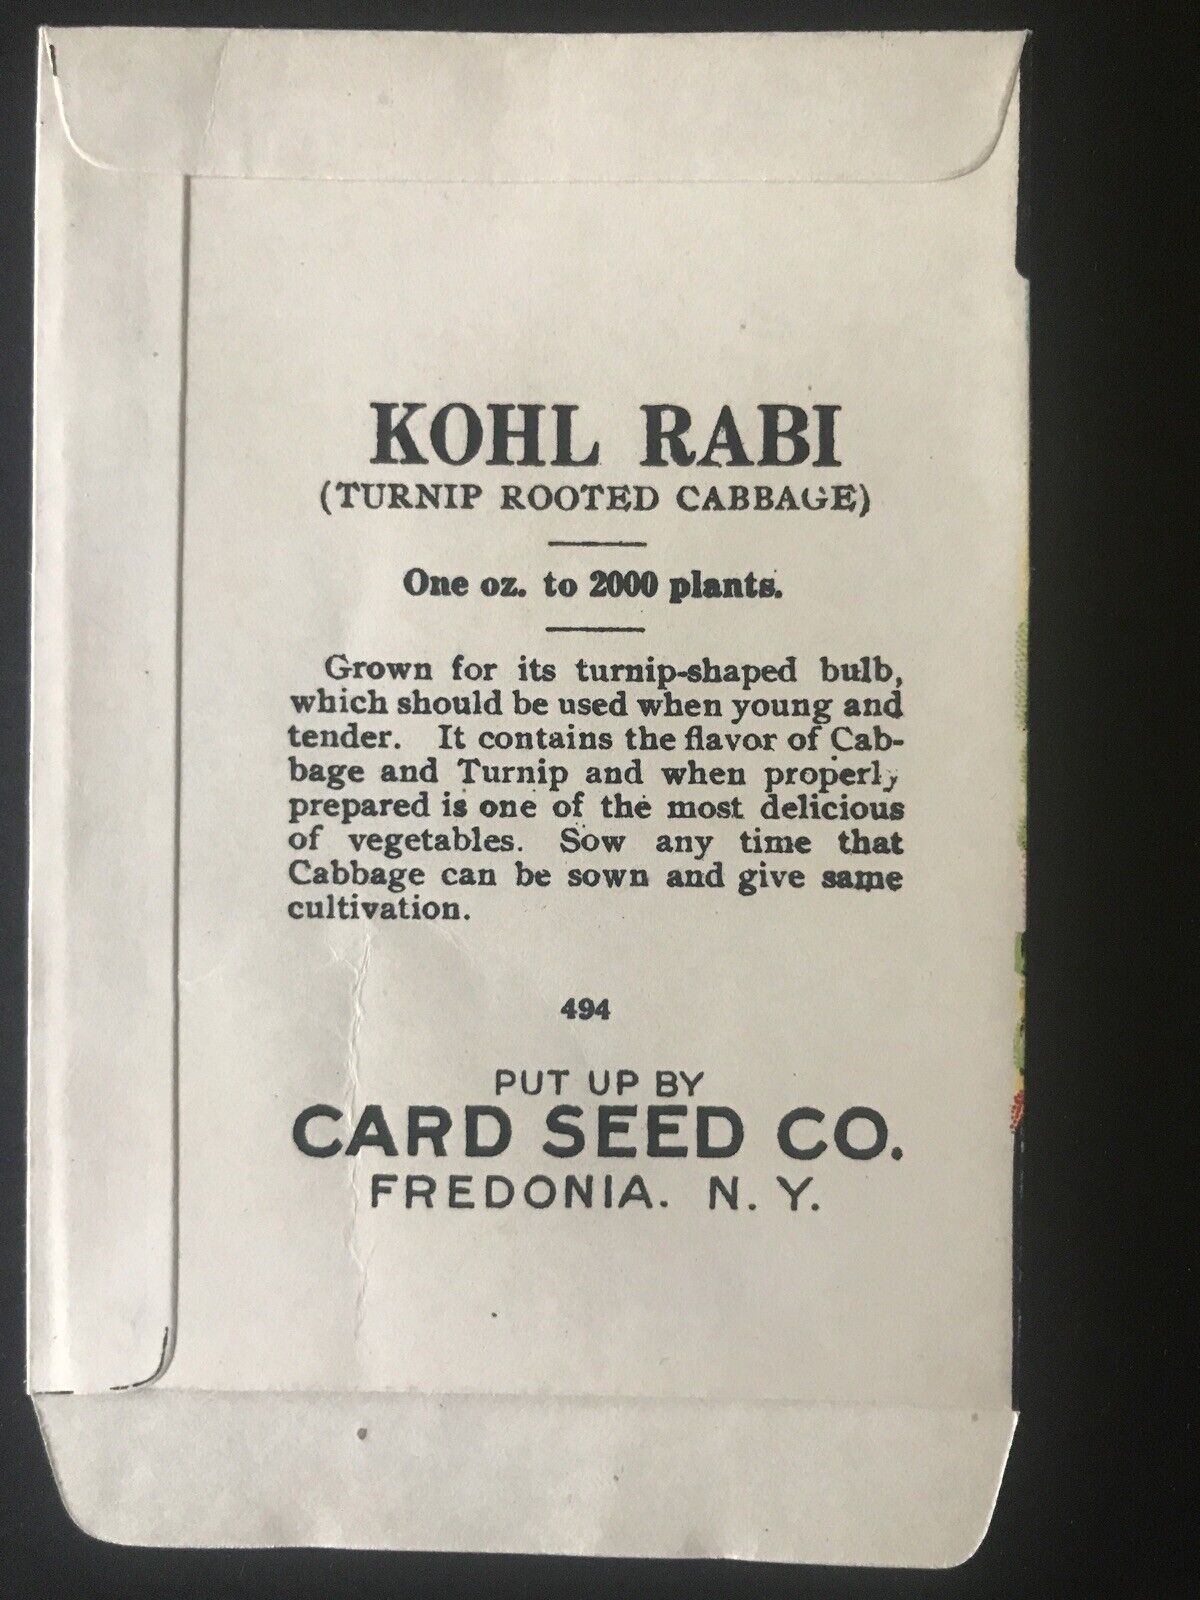 KOHL RABI
(TURNIP ROOTED CABBAGE)
One oz. to 2000 plants.
Grown for its turnip-shaped bulb,
which should be used when young and
tender. It contains the flavor of Cab-
bage and Turnip and when properly
prepared is one of the most delicious
of vegetables. Sow any time that
Cabbage can be sown and give same
cultivation.
494
PUT UP BY
CARD SEED CO.
FREDONIA. N. Y.